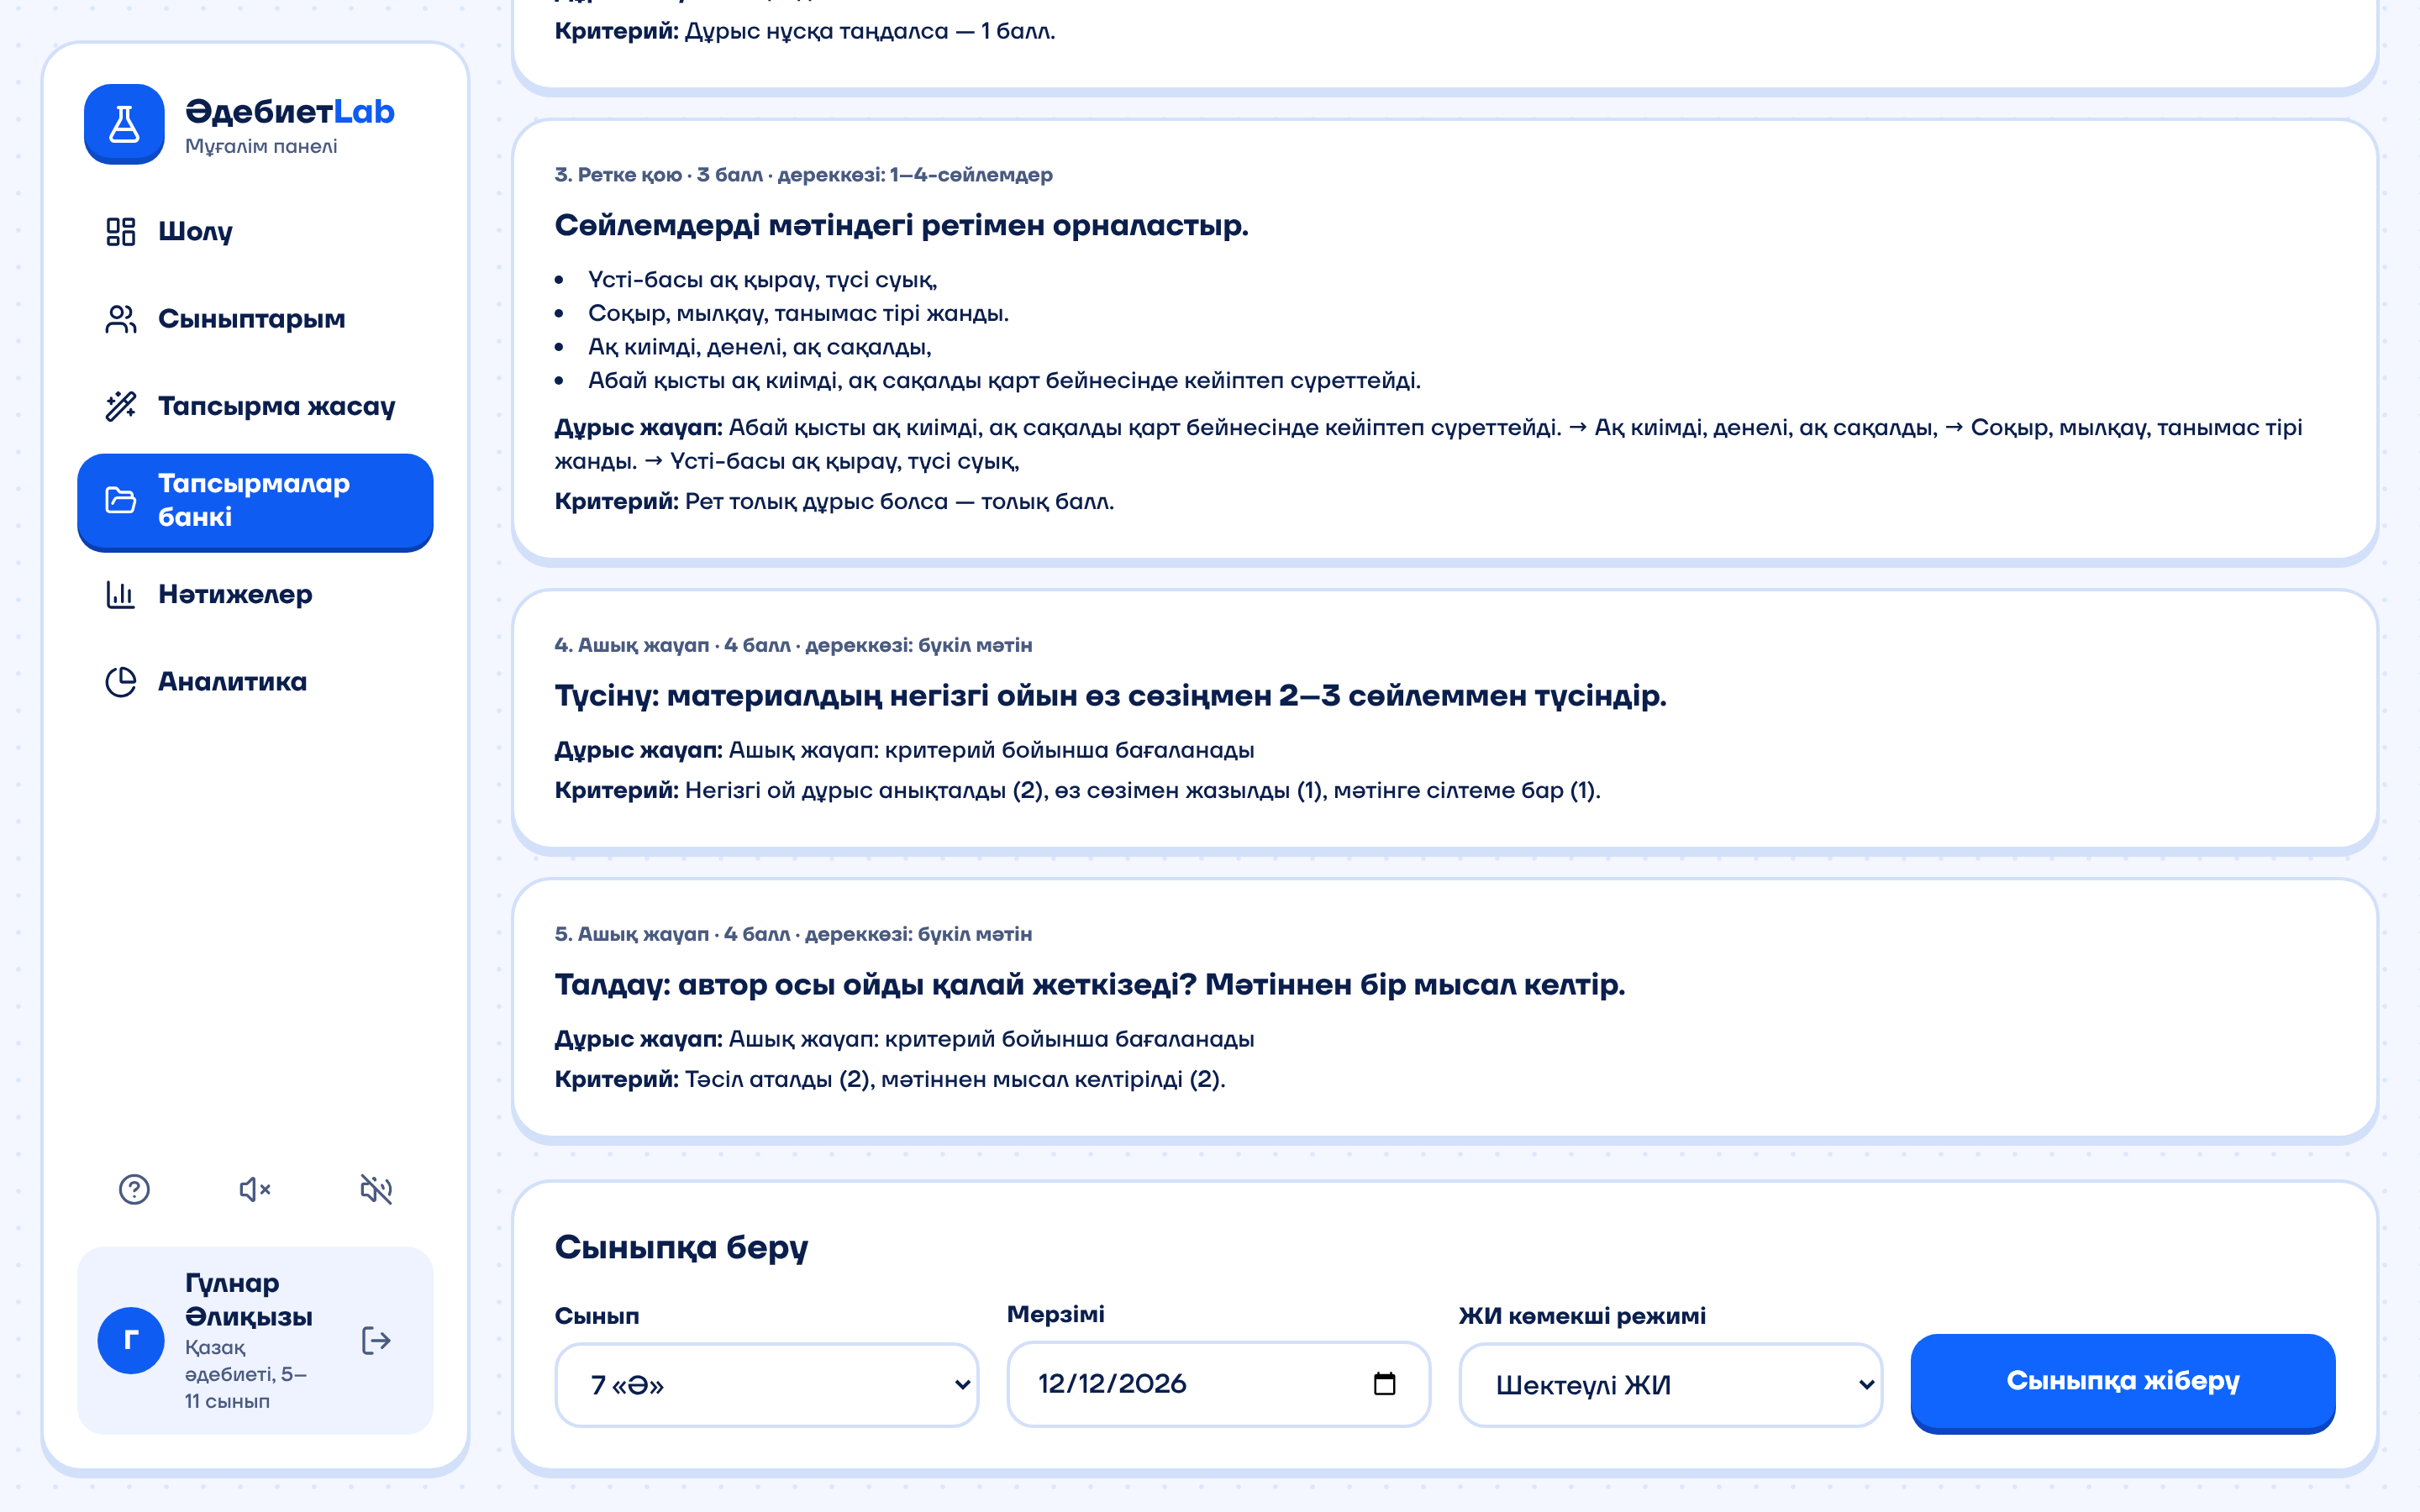 ӘдебиетLab
Мұғалім панелі
Шолу
Сыныптарым
Тапсырма жасау
Тапсырмалар
банкі
Нәтижелер
Аналитика
Гүлнар
Әлиқызы
Қазақ
әдебиеті, 5–
11 сынып
Г
Критерий: Дұрыс нұсқа таңдалса — 1 балл.
3. Ретке қою · 3 балл · дереккөзі: 1–4-сөйлемдер
Сөйлемдерді мәтіндегі ретімен орналастыр.
• Үсті-басы ақ қырау, түсі суық,
• Соқыр, мылқау, танымас тірі жанды.
• Ақ киімді, денелі, ақ сақалды,
• Абай қысты ақ киімді, ақ сақалды қарт бейнесінде кейіптеп суреттейді.
Дұрыс жауап: Абай қысты ақ киімді, ақ сақалды қарт бейнесінде кейіптеп суреттейді. → Ақ киімді, денелі, ақ сақалды, → Соқыр, мылқау, танымас тірі
жанды. → Үсті-басы ақ қырау, түсі суық,
Критерий: Рет толық дұрыс болса — толық балл.
4. Ашық жауап · 4 балл · дереккөзі: бүкіл мәтін
Түсіну: материалдың негізгі ойын өз сөзіңмен 2–3 сөйлеммен түсіндір.
Дұрыс жауап: Ашық жауап: критерий бойынша бағаланады
Критерий: Негізгі ой дұрыс анықталды (2), өз сөзімен жазылды (1), мәтінге сілтеме бар (1).
5. Ашық жауап · 4 балл · дереккөзі: бүкіл мәтін
Талдау: автор осы ойды қалай жеткізеді? Мәтіннен бір мысал келтір.
Дұрыс жауап: Ашық жауап: критерий бойынша бағаланады
Критерий: Тәсіл аталды (2), мәтіннен мысал келтірілді (2).
Сыныпқа беру
Сынып
Мерзімі
ЖИ көмекші режимі
7 «Ә»
12/12/2026
Шектеулі ЖИ
Сыныпқа жіберу